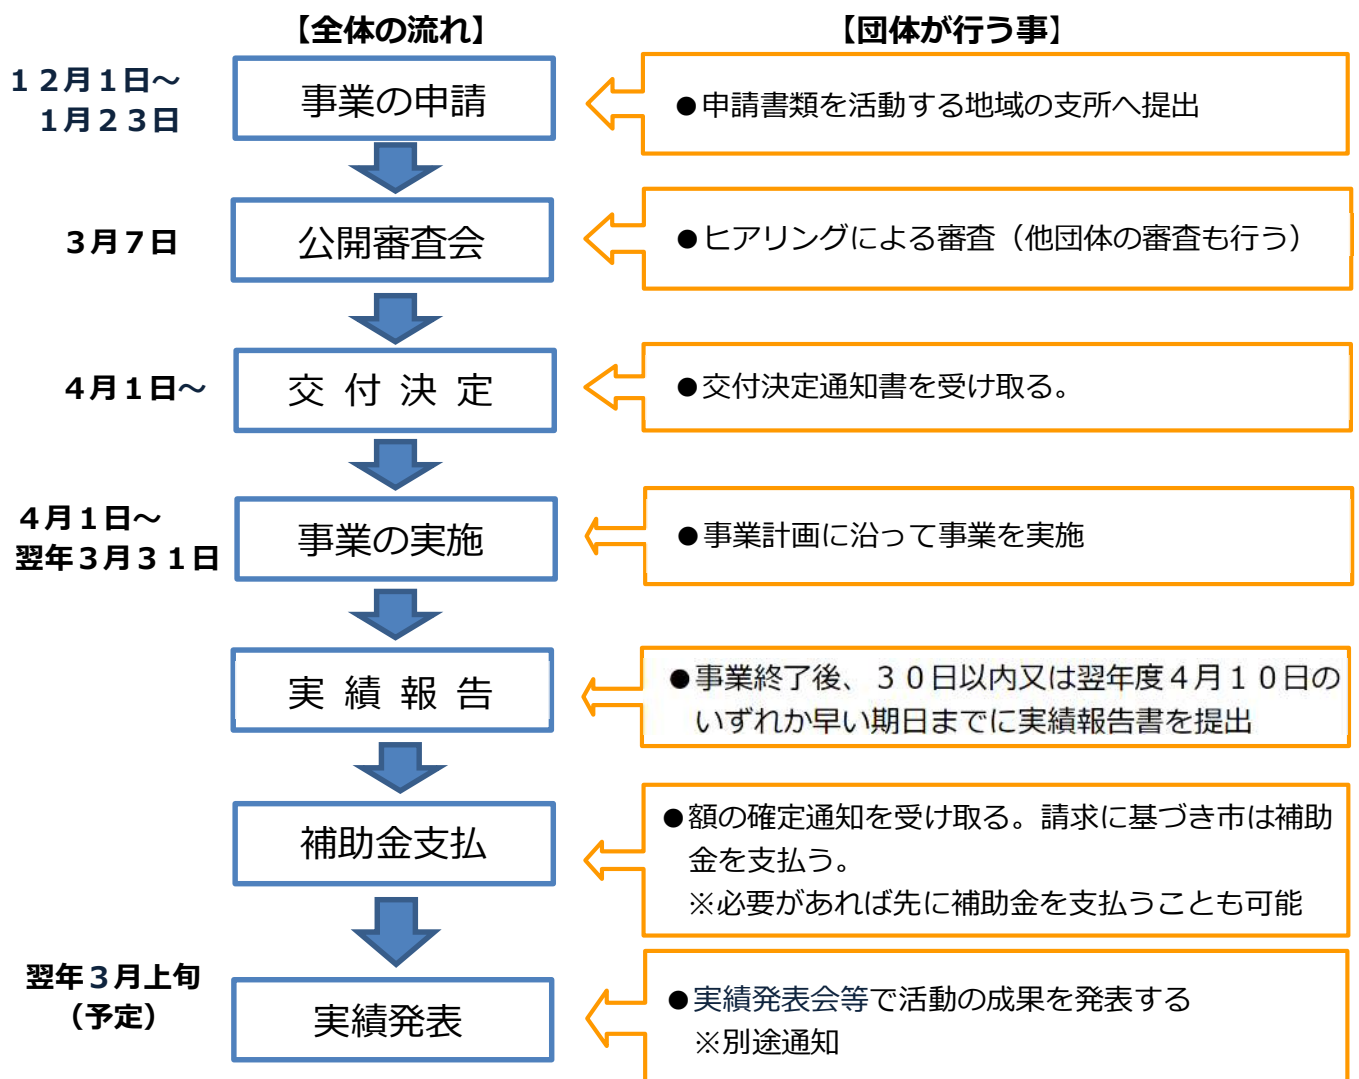 【全体の流れ】
【団体が行う事】
１２月１日～
１月２３日
事業の申請
●申請書類を活動する地域の支所へ提出
３月７日
公開審査会
●ヒアリングによる審査（他団体の審査も行う）
４月１日～
交付決定
●交付決定通知書を受け取る。
４月１日～
翌年３月３１日
事業の実施
●事業計画に沿って事業を実施
実績報告
●事業終了後、３０日以内又は翌年度４月１０日の
いずれか早い期日までに実績報告書を提出
補助金支払
●額の確定通知を受け取る。請求に基づき市は補助
金を支払う。
※必要があれば先に補助金を支払うことも可能
翌年３月上旬
（予定）
実績発表
●実績発表会等で活動の成果を発表する
※別途通知